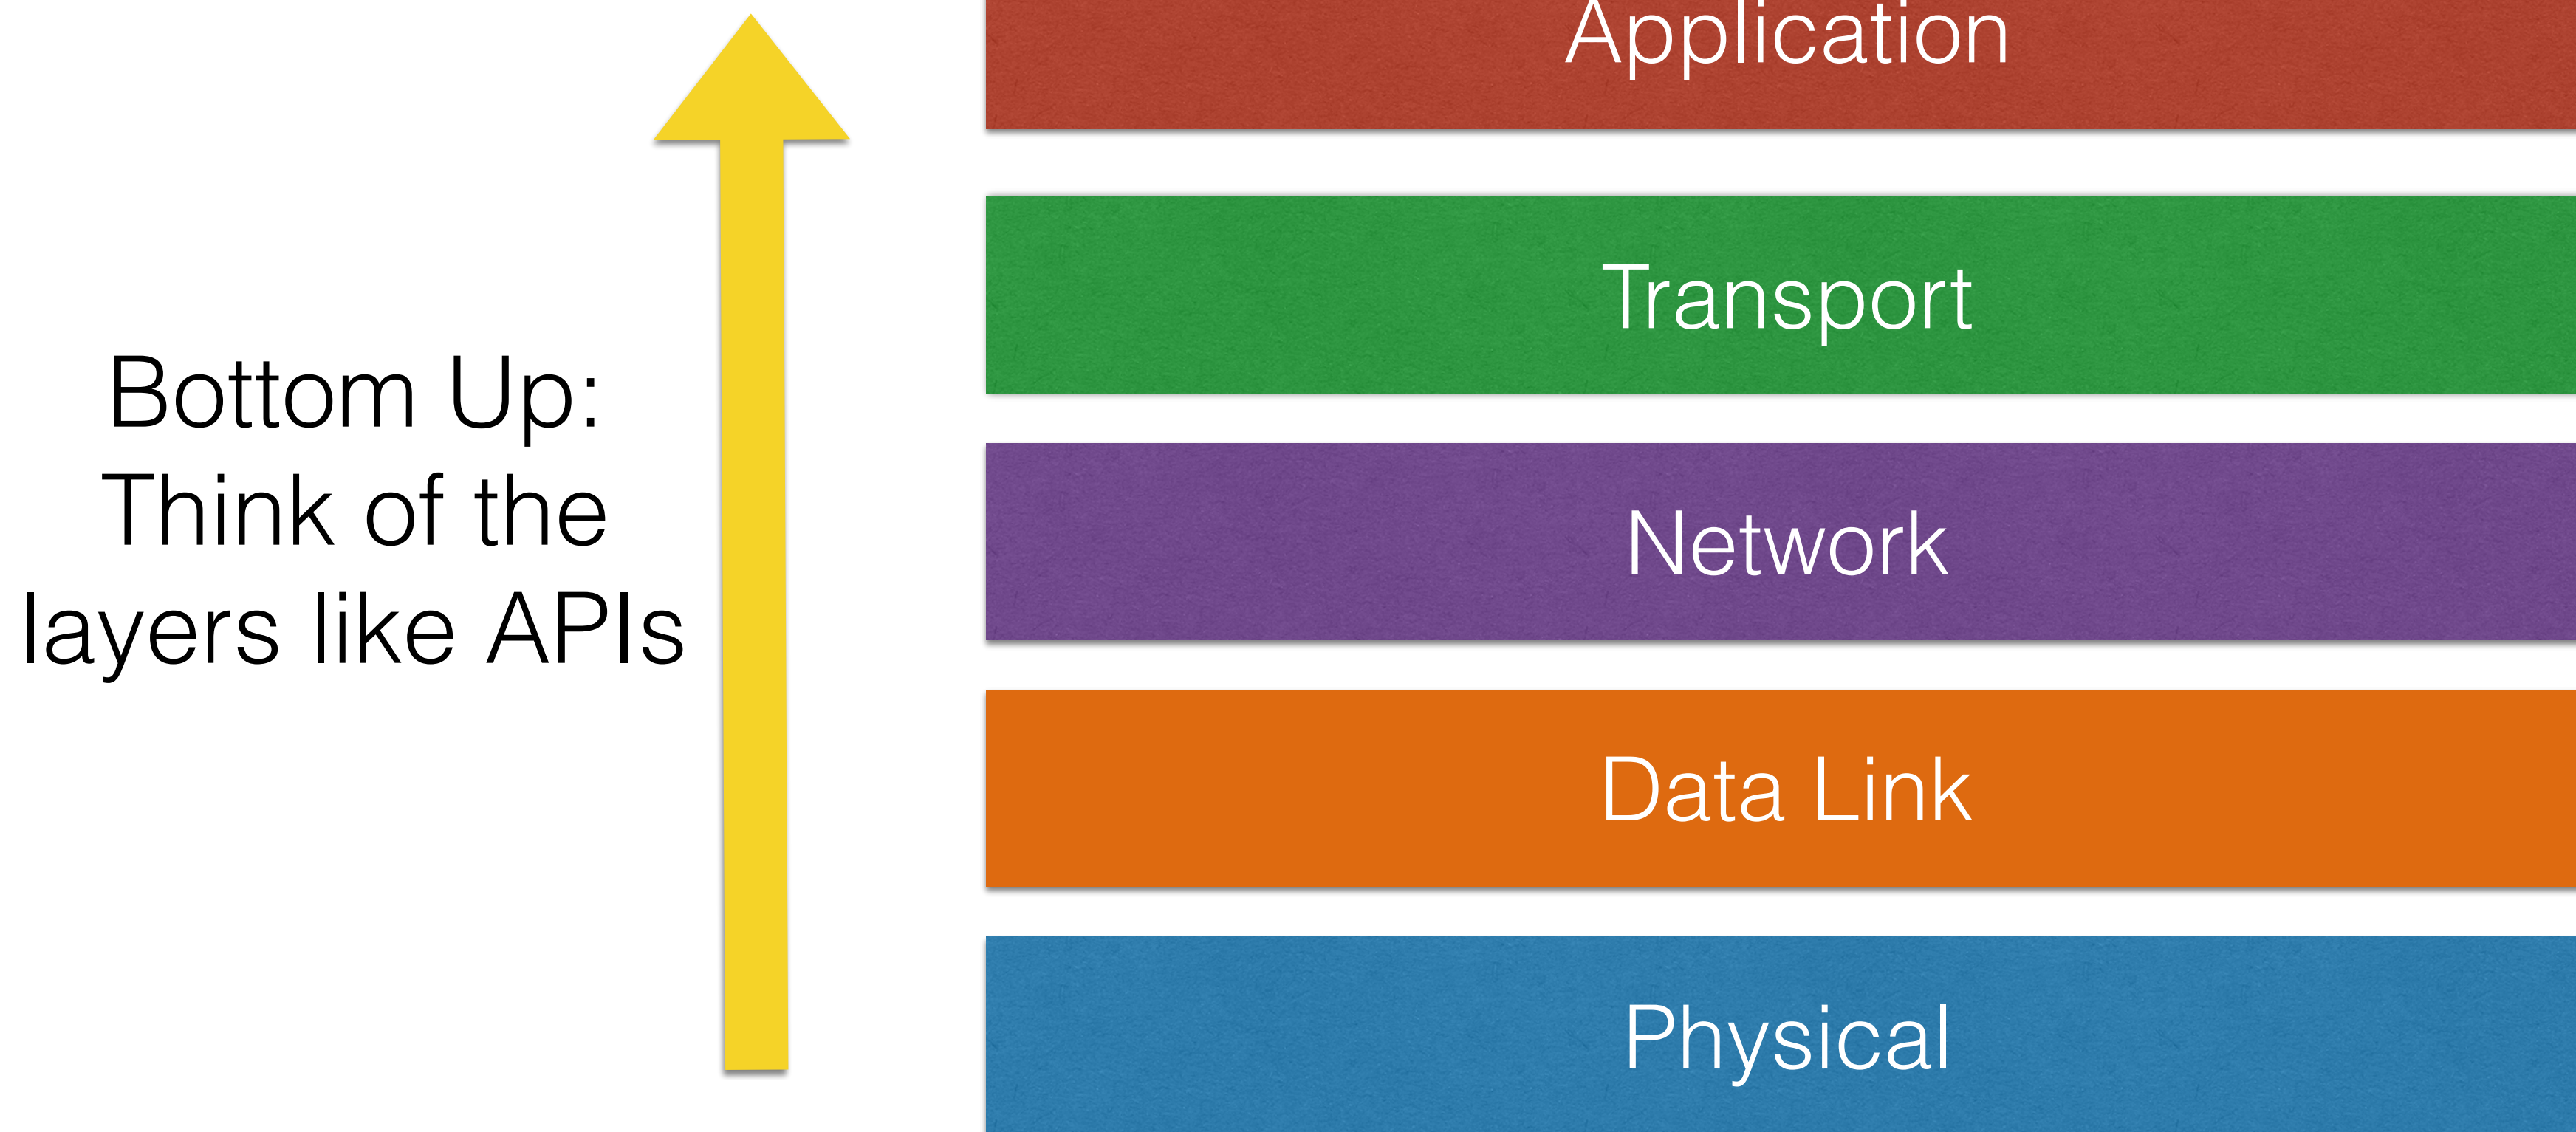 Application
Transport
Bottom Up:
Think of the
layers like APIs
Network
Data Link
Physical